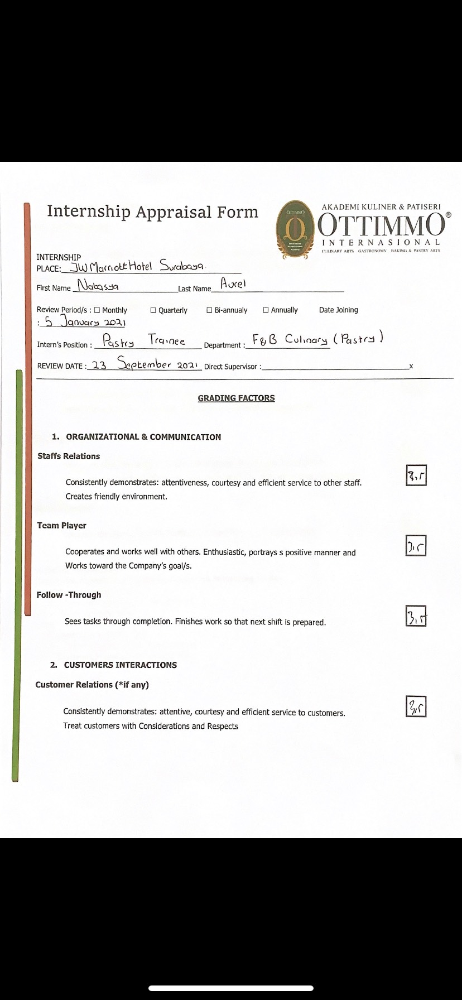 Internship Appraisal Form
OTTIMMO
AKADEMI KULINER & PATISERI
OTTIMMO®
INTERNASIONAL
CULINARY ARTS GASTRONOMY BAKING & PASTRY ARTS
INTERNSHIP
PLACE: JW Marriott Hotel Surabaya.
First Name Nabasya Last Name Aurel
Review Period/s : ☐ Monthly ☐ Quarterly ☐ Bi-annualy ☐ Annually Date Joining
: 5 January 2021
Intern's Position : Pastry Trainee Department : F&B Culinary (Pastry)
REVIEW DATE : 23 September 2021 Direct Supervisor : x
GRADING FACTORS
1. ORGANIZATIONAL & COMMUNICATION
Staffs Relations
3,5
Consistently demonstrates: attentiveness, courtesy and efficient service to other staff.
Creates friendly environment.
Team Player
3,5
Cooperates and works well with others. Enthusiastic, portrays s positive manner and
Works toward the Company's goal/s.
Follow -Through
3,5
Sees tasks through completion. Finishes work so that next shift is prepared.
2. CUSTOMERS INTERACTIONS
Customer Relations (*if any)
3,5
Consistently demonstrates: attentive, courtesy and efficient service to customers.
Treat customers with Considerations and Respects